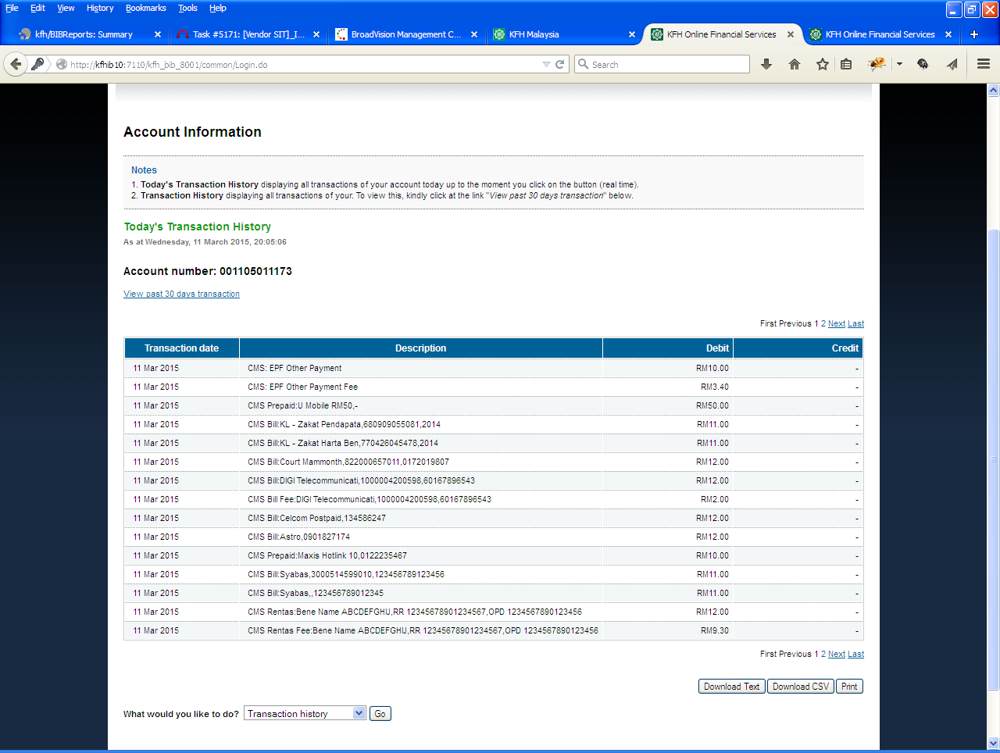 File Edit View History Bookmarks Tools Help
kfh/BIBReports: Summary
Task #5171: [Vendor SIT]_I...
BroadVision Management C...
KFH Malaysia
KFH Online Financial Services
KFH Online Financial Services
http://kfhib10:7110/kfh_bib_8001/common/Login.do
Search
Account Information
Notes
1. Today's Transaction History displaying all transactions of your account today up to the moment you click on the button (real time).
2. Transaction History displaying all transactions of your. To view this, kindly click at the link "View past 30 days transaction" below.
Today's Transaction History
As at Wednesday, 11 March 2015, 20:05:06
Account number: 001105011173
View past 30 days transaction
First Previous 1 2 Next Last
Transaction date Description Debit Credit
11 Mar 2015 CMS: EPF Other Payment RM10.00 -
11 Mar 2015 CMS: EPF Other Payment Fee RM3.40 -
11 Mar 2015 CMS Prepaid:U Mobile RM50,- RM50.00 -
11 Mar 2015 CMS Bill:KL - Zakat Pendapata,680909055081,2014 RM11.00 -
11 Mar 2015 CMS Bill:KL - Zakat Harta Ben,770426045478,2014 RM11.00 -
11 Mar 2015 CMS Bill:Court Mammonth,822000657011,0172019807 RM12.00 -
11 Mar 2015 CMS Bill:DIGI Telecommunicati,1000004200598,60167896543 RM12.00 -
11 Mar 2015 CMS Bill Fee:DIGI Telecommunicati,1000004200598,60167896543 RM2.00 -
11 Mar 2015 CMS Bill:Celcom Postpaid,134586247 RM12.00 -
11 Mar 2015 CMS Bill:Astro,0901827174 RM12.00 -
11 Mar 2015 CMS Prepaid:Maxis Hotlink 10,0122235467 RM10.00 -
11 Mar 2015 CMS Bill:Syabas,3000514599010,123456789123456 RM11.00 -
11 Mar 2015 CMS Bill:Syabas,,123456789012345 RM11.00 -
11 Mar 2015 CMS Rentas:Bene Name ABCDEFGHIJ,RR 12345678901234567,OPD 1234567890123456 RM12.00 -
11 Mar 2015 CMS Rentas Fee:Bene Name ABCDEFGHIJ,RR 12345678901234567,OPD 1234567890123456 RM9.30 -
First Previous 1 2 Next Last
Download Text Download CSV Print
What would you like to do? Transaction history Go